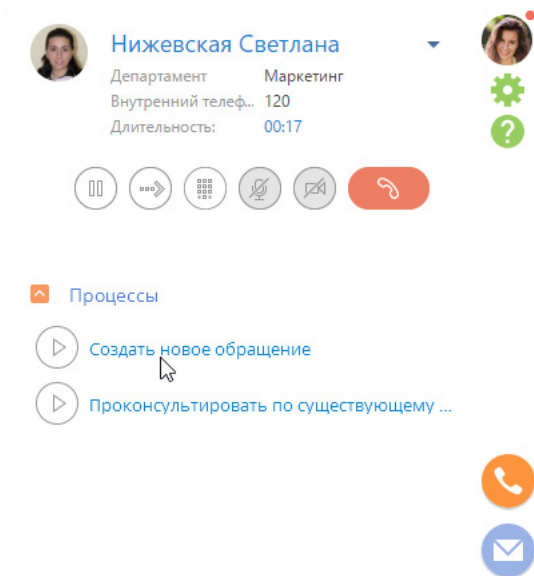 Нижевская Светлана
Департамент Маркетинг
Внутренний телеф... 120
Длительность: 00:17
Процессы
Создать новое обращение
Проконсультировать по существующему ...